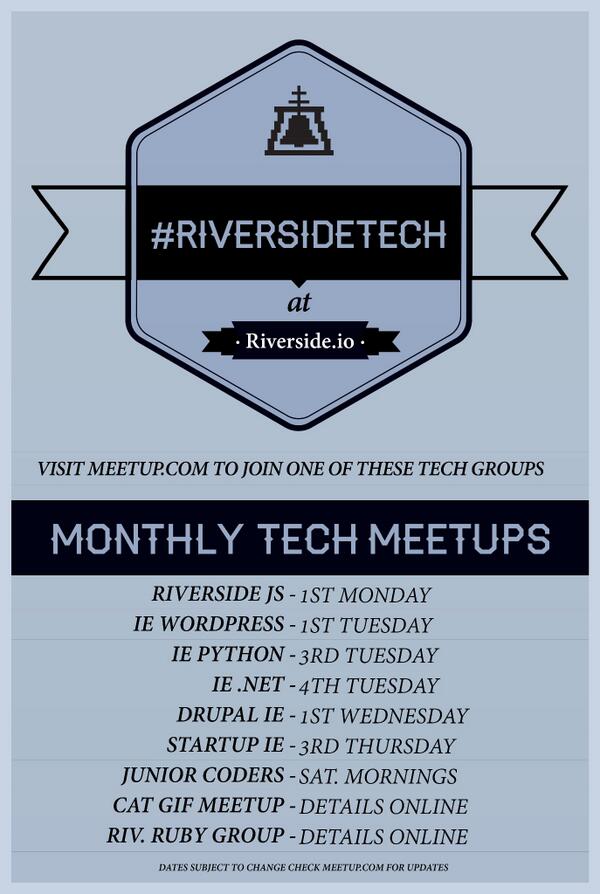 #RIVERSIDETECH
at
· Riverside.io ·
VISIT MEETUP.COM TO JOIN ONE OF THESE TECH GROUPS
MONTHLY TECH MEETUPS
RIVERSIDE JS - 1ST MONDAY
IE WORDPRESS - 1ST TUESDAY
IE PYTHON - 3RD TUESDAY
IE .NET - 4TH TUESDAY
DRUPAL IE - 1ST WEDNESDAY
STARTUP IE - 3RD THURSDAY
JUNIOR CODERS - SAT. MORNINGS
CAT GIF MEETUP - DETAILS ONLINE
RIV. RUBY GROUP - DETAILS ONLINE
DATES SUBJECT TO CHANGE CHECK MEETUP.COM FOR UPDATES